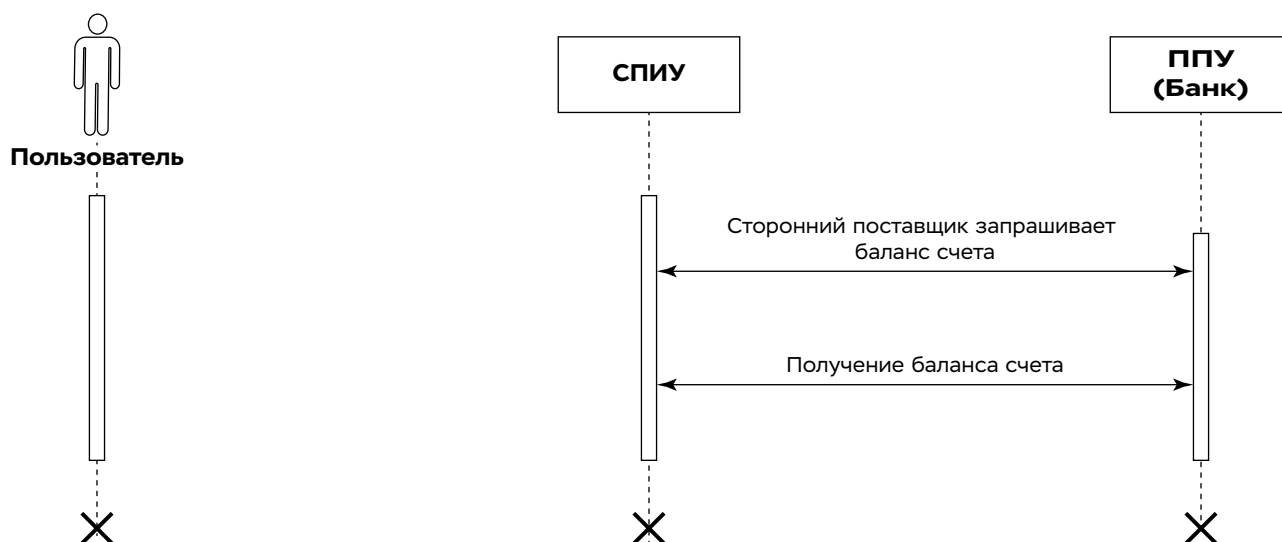 Пользователь
СПИУ
ППУ
(Банк)
Сторонний поставщик запрашивает
баланс счета
Получение баланса счета